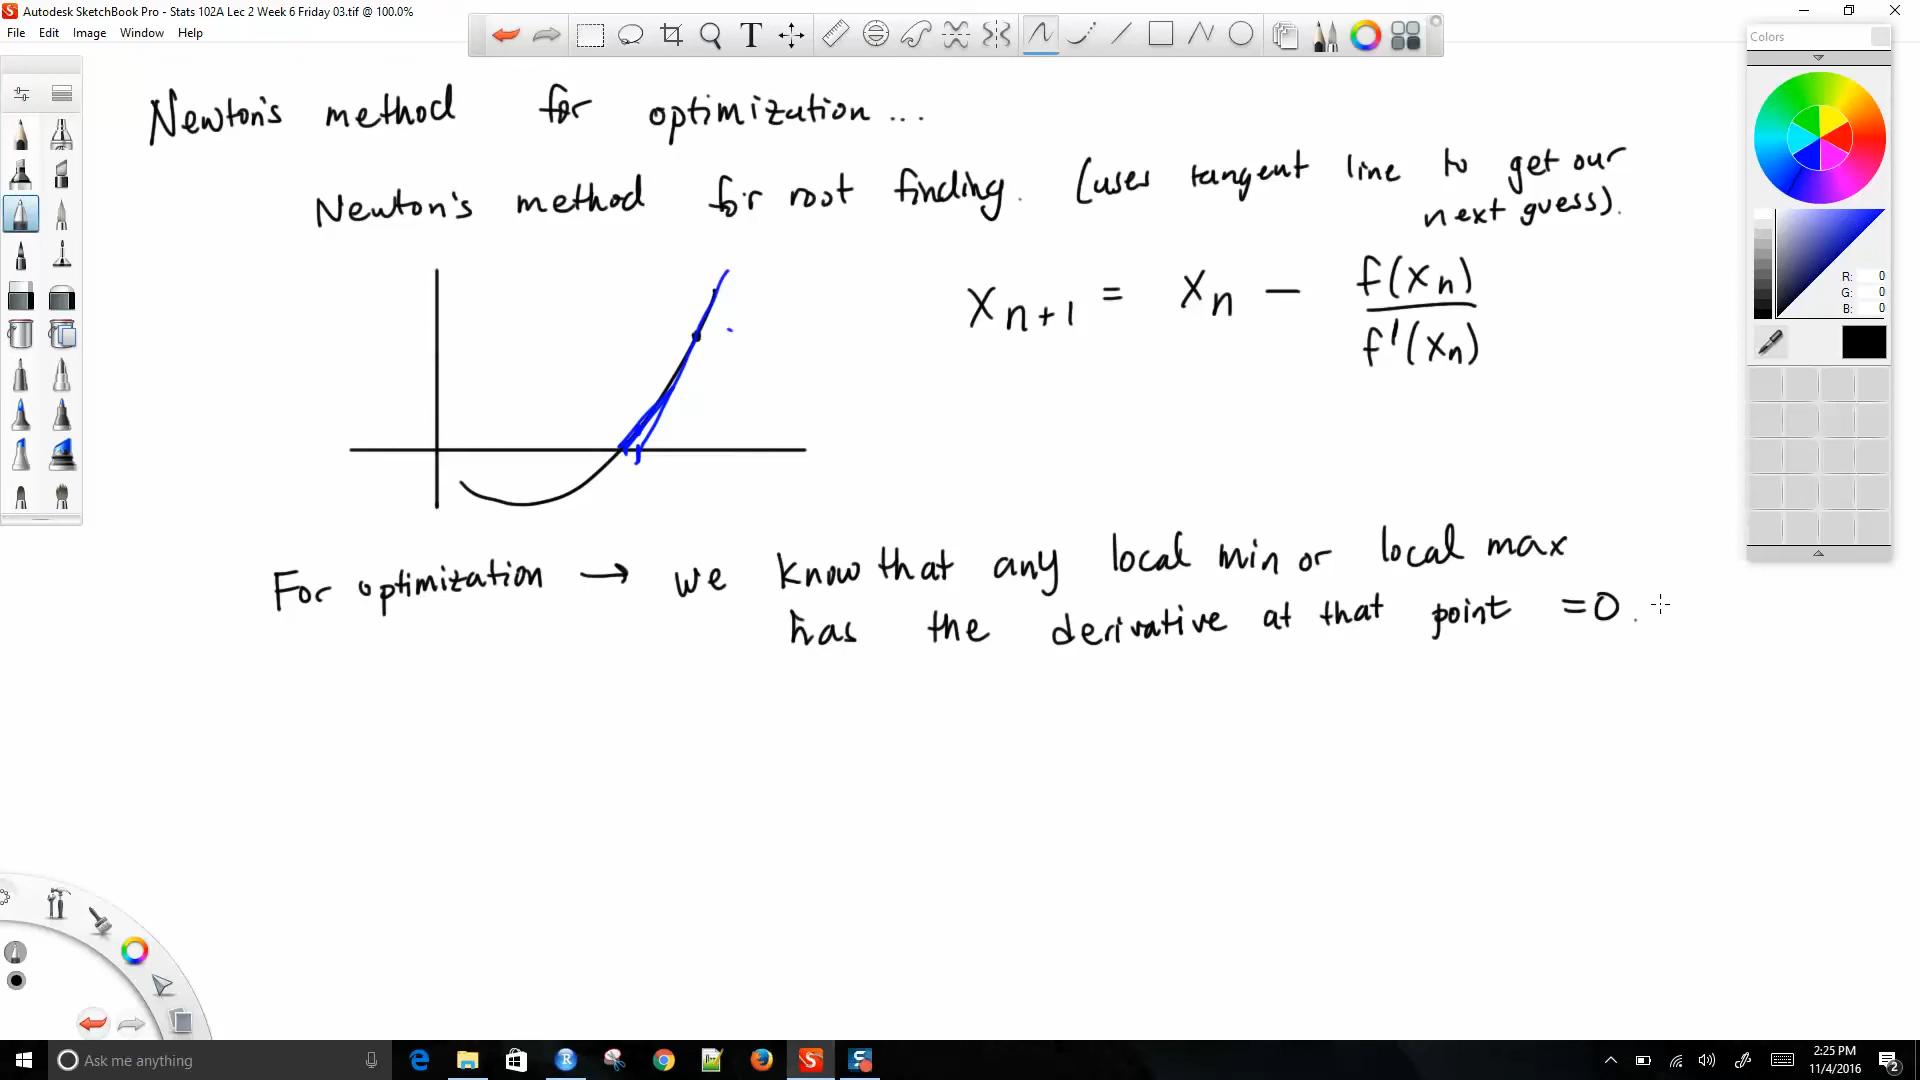 Autodesk SketchBook Pro - Stats 102A Lec 2 Week 6 Friday 03.tif @ 100.0%
File Edit Image Window Help
Colors
Newton's method for optimization...
Newton's method for root finding. (uses tangent line to get our
next guess).
Xn+1 = Xn - f(Xn)
f'(Xn)
R: 0
G: 0
B: 0
For optimization → we know that any local min or local max
has the derivative at that point =0.
Ask me anything
2:25 PM
11/4/2016
2